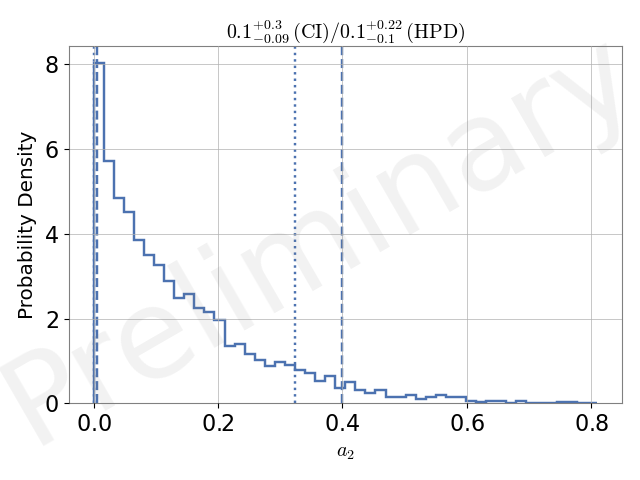 0.1^{+0.3}_{-0.09} (CI)/0.1^{+0.22}_{-0.1} (HPD)
8
6
4
2
0
Probability Density
Preliminary
0.0 0.2 0.4 0.6 0.8
a_2